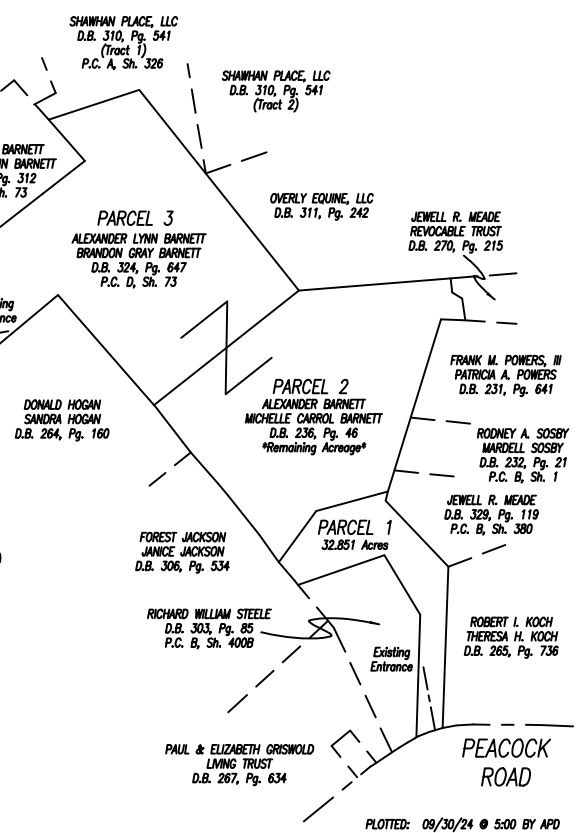 SHAWHAN PLACE, LLC
D.B. 310, Pg. 541
(Tract 1)
P.C. A, Sh. 326
SHAWHAN PLACE, LLC
D.B. 310, Pg. 541
(Tract 2)
BARNETT
BARNETT
Pg. 312
73
OVERLY EQUINE, LLC
D.B. 311, Pg. 242
JEWELL R. MEADE
REVOCABLE TRUST
D.B. 270, Pg. 215
PARCEL 3
ALEXANDER LYNN BARNETT
BRANDON GRAY BARNETT
D.B. 324, Pg. 647
P.C. D, Sh. 73
FRANK M. POWERS, III
PATRICIA A. POWERS
D.B. 231, Pg. 641
DONALD HOGAN
SANDRA HOGAN
D.B. 264, Pg. 160
PARCEL 2
ALEXANDER BARNETT
MICHELLE CARROL BARNETT
D.B. 236, Pg. 46
*Remaining Acreage*
RODNEY A. SOSBY
MARDELL SOSBY
D.B. 232, Pg. 21
P.C. B, Sh. 1
JEWELL R. MEADE
D.B. 329, Pg. 119
P.C. B, Sh. 380
PARCEL 1
32.851 Acres
FOREST JACKSON
JANICE JACKSON
D.B. 306, Pg. 534
RICHARD WILLIAM STEELE
D.B. 303, Pg. 85
P.C. B, Sh. 400B
ROBERT I. KOCH
THERESA H. KOCH
D.B. 265, Pg. 736
Existing
Entrance
PAUL & ELIZABETH GRISWOLD
LIVING TRUST
D.B. 267, Pg. 634
PEACOCK
ROAD
PLOTTED: 09/30/24 @ 5:00 BY APD